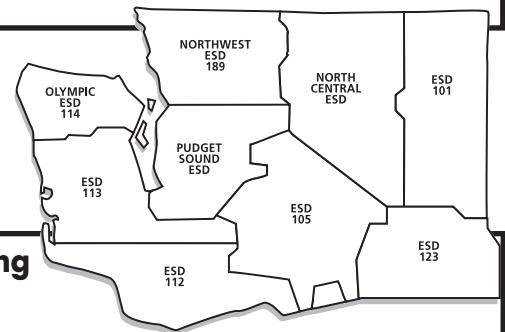 NORTHWEST
ESD
189
NORTH
CENTRAL
ESD
ESD
101
OLYMPIC
ESD
114
PUDGET
SOUND
ESD
ESD
113
ESD
105
ESD
123
ng
ESD
112